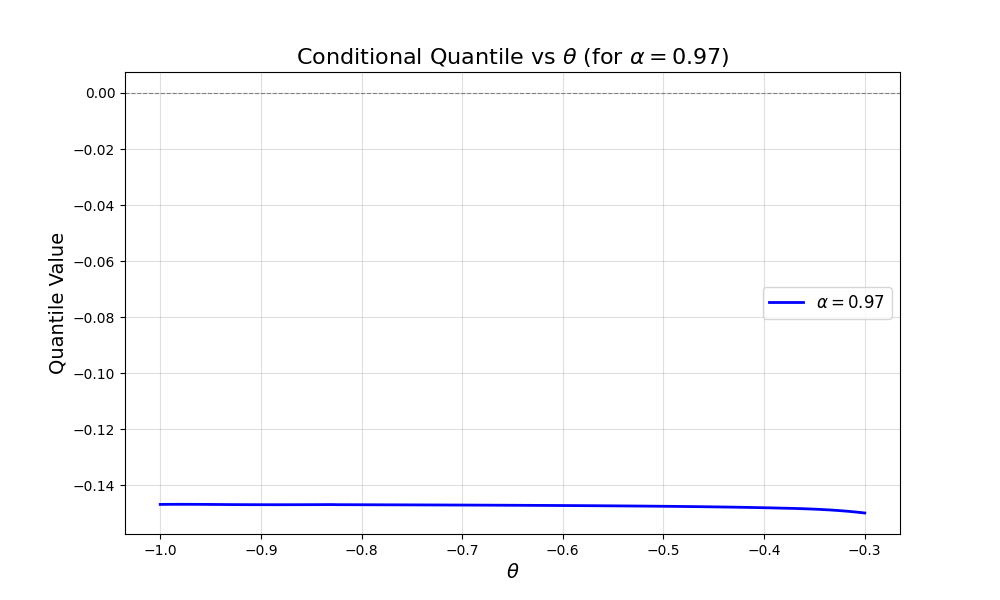 Conditional Quantile vs θ (for α = 0.97)
0.00
−0.02
−0.04
−0.06
−0.08
−0.10
−0.12
−0.14
Quantile Value
α = 0.97
−1.0 −0.9 −0.8 −0.7 −0.6 −0.5 −0.4 −0.3
θ